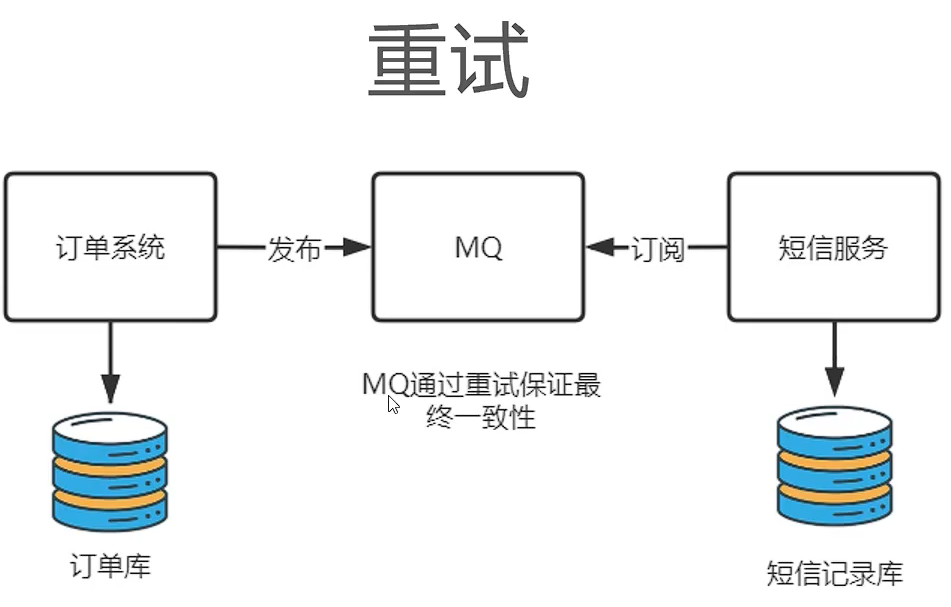 重试
订单系统
发布
MQ
订阅
短信服务
MQ通过重试保证最
终一致性
订单库
短信记录库